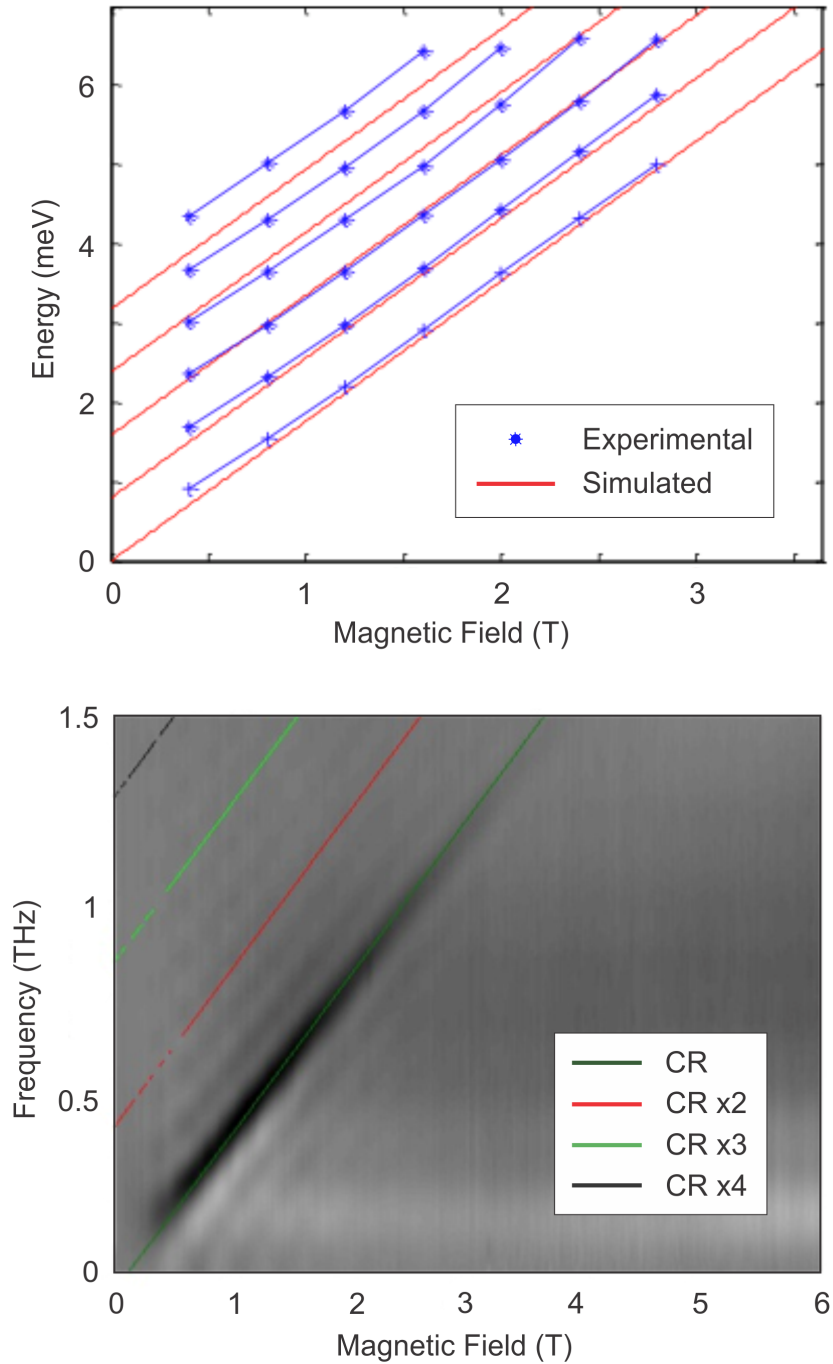 6
4
2
0
Energy (meV)
Experimental
Simulated
0 1 2 3
Magnetic Field (T)
1.5
1
0.5
0
Frequency (THz)
CR
CR x2
CR x3
CR x4
0 1 2 3 4 5 6
Magnetic Field (T)